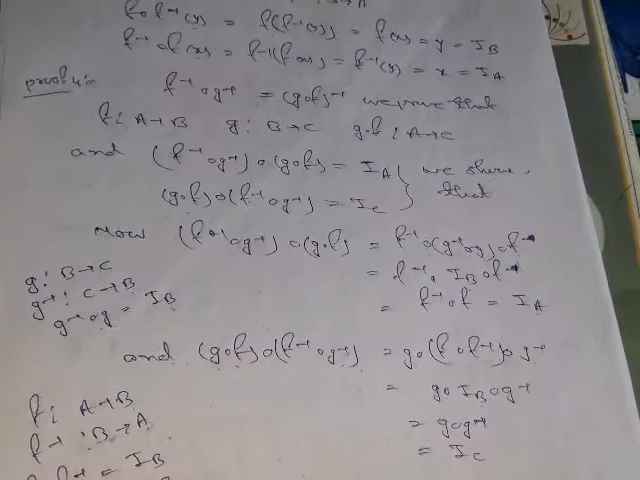 f o f⁻¹(y) = f(f⁻¹(y)) = f(x) = y = I_B
f⁻¹ o f(x) = f⁻¹(f(x)) = f⁻¹(y) = x = I_A
proof:
f⁻¹ o g⁻¹ = (g o f)⁻¹ we prove that
f : A→B g : B→C g o f : A→C
and (f⁻¹ o g⁻¹) o (g o f) = I_A } we show
(g o f) o (f⁻¹ o g⁻¹) = I_C } that
Now (f⁻¹ o g⁻¹) o (g o f) = f⁻¹ o (g⁻¹ o g) o f
g : B→C
= f⁻¹ o I_B o f
g⁻¹ : C→B
= f⁻¹ o f = I_A
g⁻¹ o g = I_B
and (g o f) o (f⁻¹ o g⁻¹) = g o (f o f⁻¹) o g⁻¹
= g o I_B o g⁻¹
f : A→B
= g o g⁻¹
f⁻¹ : B→A
= I_C
f o f⁻¹ = I_B